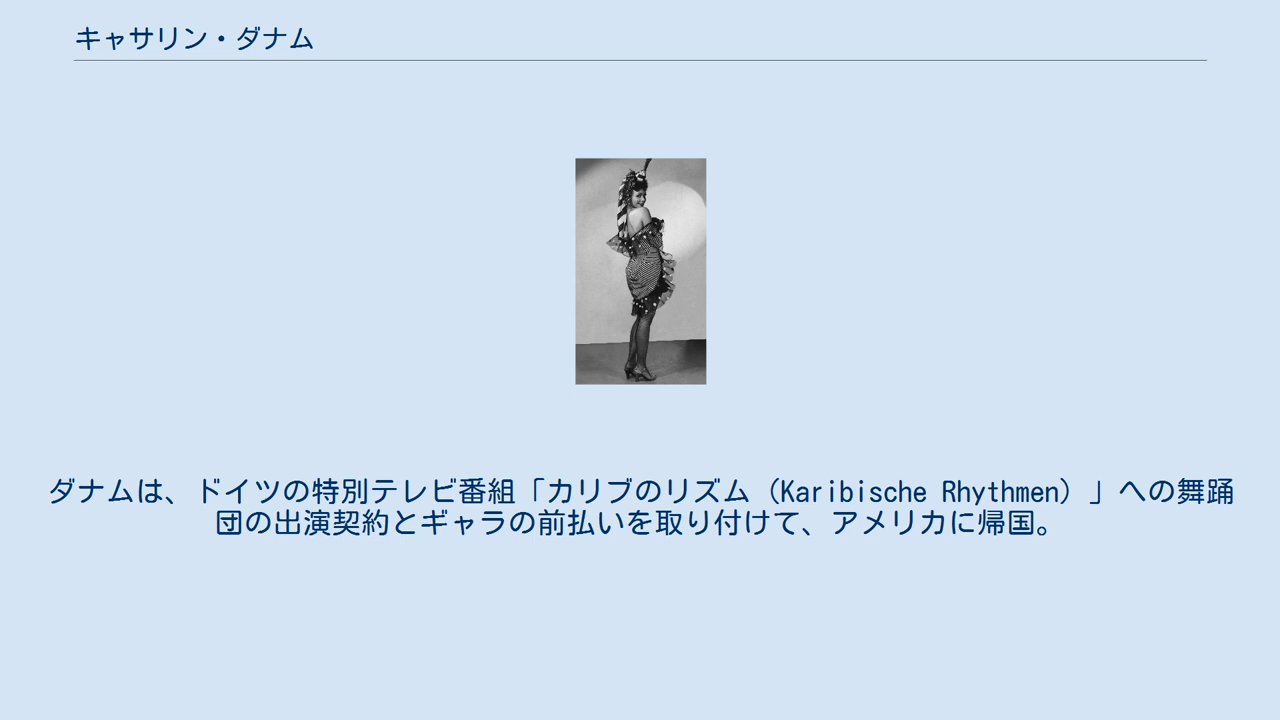 キャサリン・ダナム
ダナムは、ドイツの特別テレビ番組「カリブのリズム（Karibische Rhythmen）」への舞踊
団の出演契約とギャラの前払いを取り付けて、アメリカに帰国。